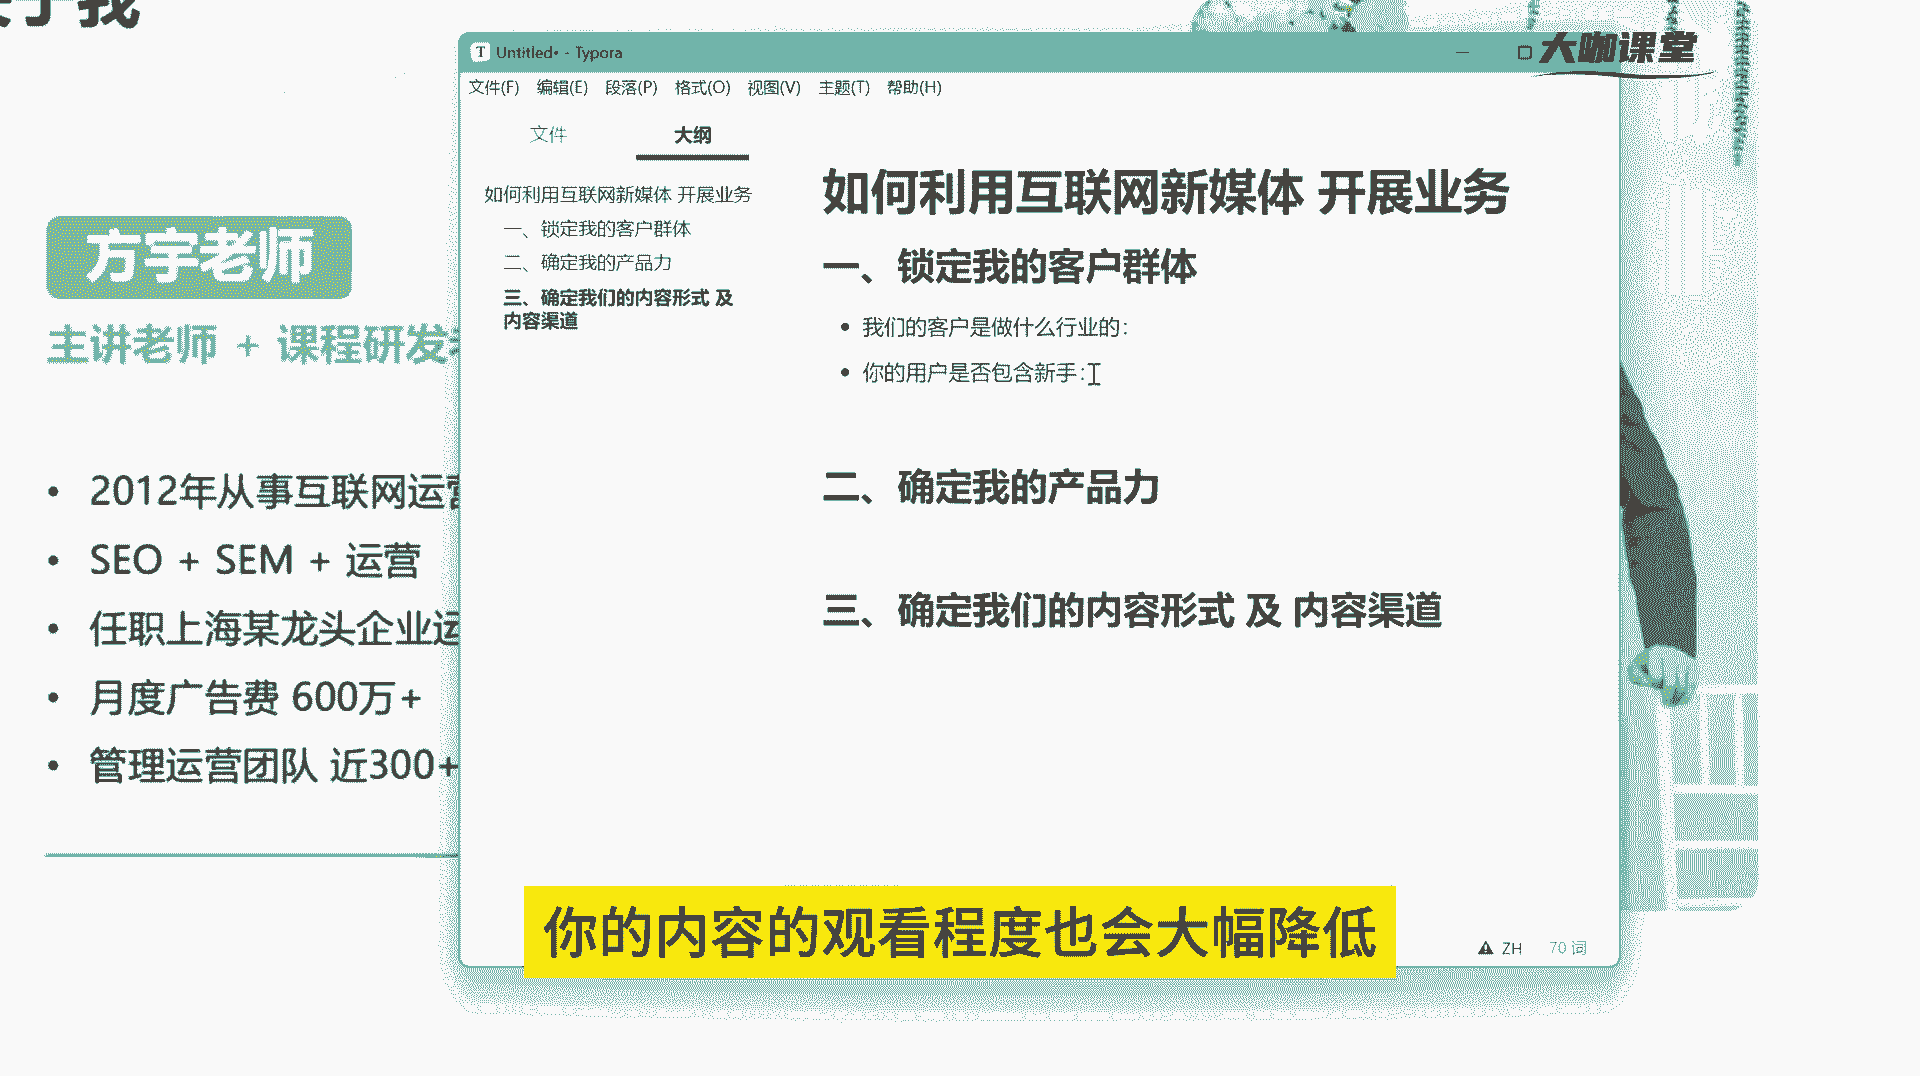 我
方宇老师
主讲老师 + 课程研发
2012年从事互联网运营
SEO + SEM + 运营
任职上海某龙头企业运
月度广告费 600万+
管理运营团队 近300+
Untitled• - Typora
大咖课堂
文件(F) 编辑(E) 段落(P) 格式(O) 视图(V) 主题(T) 帮助(H)
文件 大纲
如何利用互联网新媒体 开展业务
一、锁定我的客户群体
二、确定我的产品力
三、确定我们的内容形式 及
内容渠道
如何利用互联网新媒体 开展业务
一、锁定我的客户群体
我们的客户是做什么行业的：
你的用户是否包含新手：
二、确定我的产品力
三、确定我们的内容形式 及 内容渠道
ZH 70 词
你的内容的观看程度也会大幅降低